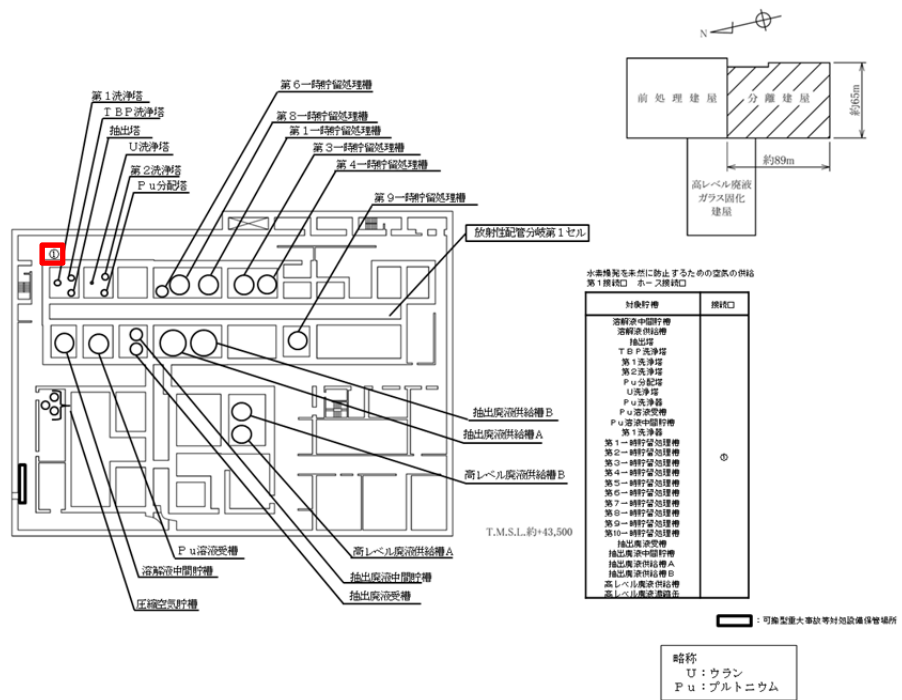 N
前処理建屋
分離建屋
約65m
約89m
高レベル廃液
ガラス固化
建屋
第6一時貯留処理槽
第1洗浄塔
TBP洗浄塔
抽出塔
U洗浄塔
第2洗浄塔
Pu分配塔
第8一時貯留処理槽
第1一時貯留処理槽
第3一時貯留処理槽
第4一時貯留処理槽
第9一時貯留処理槽
放射性配管分岐第1セル
①
抽出廃液供給槽B
抽出廃液供給槽A
高レベル廃液供給槽B
T.M.S.L.約+43,500
Pu溶液受槽
高レベル廃液供給槽A
溶解液中間貯槽
抽出廃液中間貯槽
抽出廃液受槽
圧縮空気貯槽
水素爆発を未然に防止するための空気の供給
第1接続口 ホース接続口
対象貯槽 接続口
溶解液中間貯槽
溶解液供給槽
抽出塔
TBP洗浄塔
第1洗浄塔
第2洗浄塔
Pu分配塔
U洗浄塔
Pu洗浄器
Pu溶液受槽
Pu溶液中間貯槽
第1洗浄器
第1一時貯留処理槽
第2一時貯留処理槽
第3一時貯留処理槽 ①
第4一時貯留処理槽
第5一時貯留処理槽
第6一時貯留処理槽
第7一時貯留処理槽
第8一時貯留処理槽
第9一時貯留処理槽
第10一時貯留処理槽
抽出廃液受槽
抽出廃液中間貯槽
抽出廃液供給槽A
抽出廃液供給槽B
高レベル廃液供給槽
高レベル廃液濃縮缶
：可搬型重大事故等対処設備保管場所
略称
U：ウラン
Pu：プルトニウム